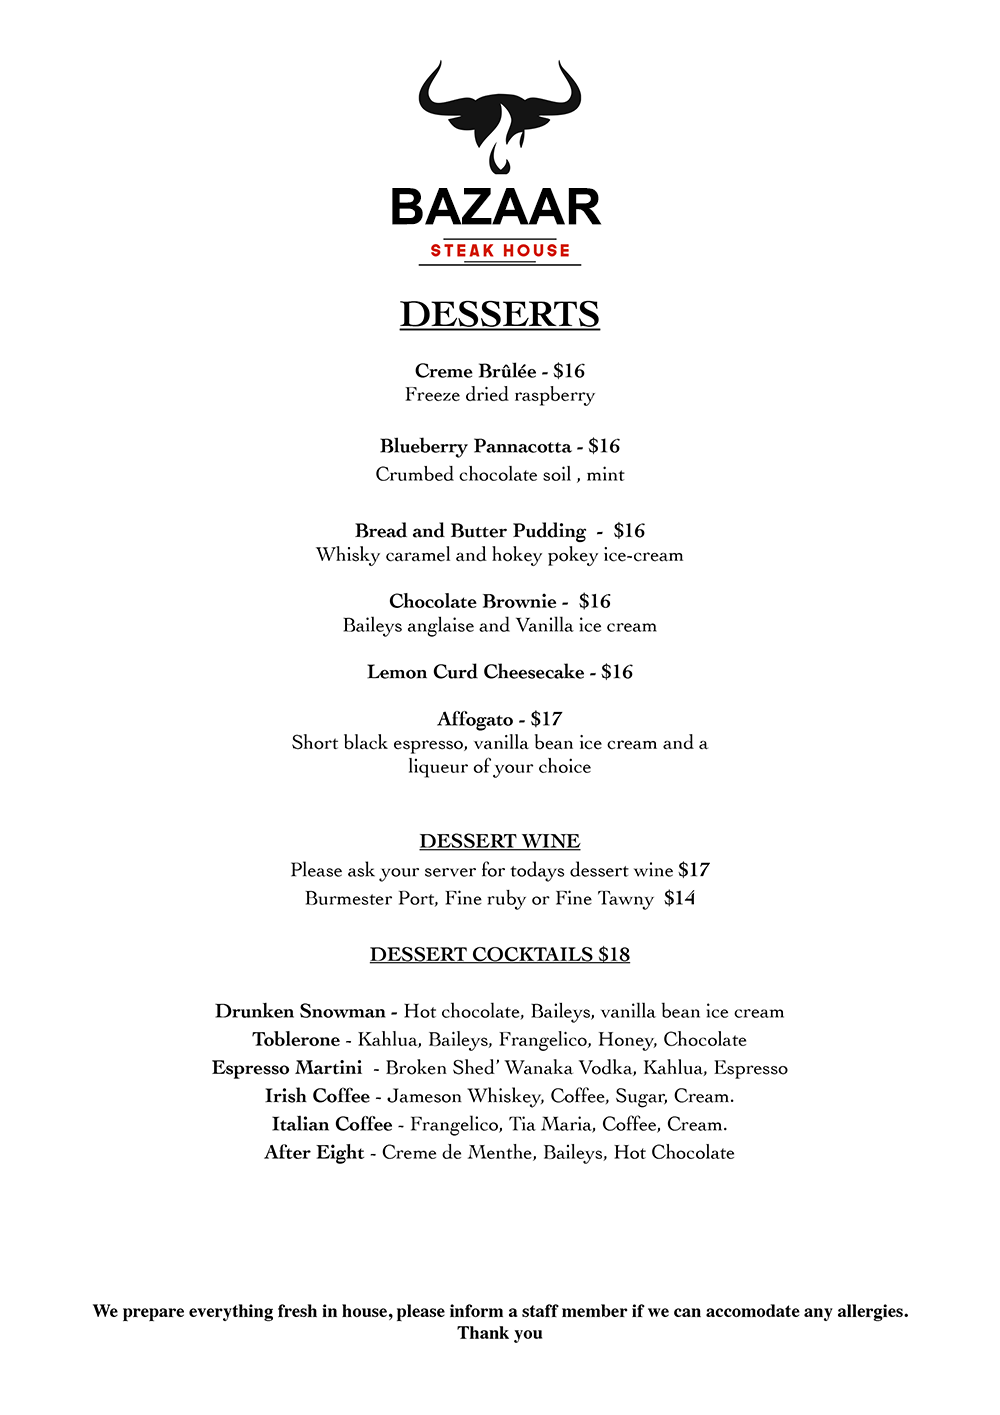 BAZAAR
STEAK HOUSE
DESSERTS
Creme Brûlée - $16
Freeze dried raspberry
Blueberry Pannacotta - $16
Crumbed chocolate soil , mint
Bread and Butter Pudding - $16
Whisky caramel and hokey pokey ice-cream
Chocolate Brownie - $16
Baileys anglaise and Vanilla ice cream
Lemon Curd Cheesecake - $16
Affogato - $17
Short black espresso, vanilla bean ice cream and a
liqueur of your choice
DESSERT WINE
Please ask your server for todays dessert wine $17
Burmester Port, Fine ruby or Fine Tawny $14
DESSERT COCKTAILS $18
Drunken Snowman - Hot chocolate, Baileys, vanilla bean ice cream
Toblerone - Kahlua, Baileys, Frangelico, Honey, Chocolate
Espresso Martini - Broken Shed’ Wanaka Vodka, Kahlua, Espresso
Irish Coffee - Jameson Whiskey, Coffee, Sugar, Cream.
Italian Coffee - Frangelico, Tia Maria, Coffee, Cream.
After Eight - Creme de Menthe, Baileys, Hot Chocolate
We prepare everything fresh in house, please inform a staff member if we can accomodate any allergies.
Thank you